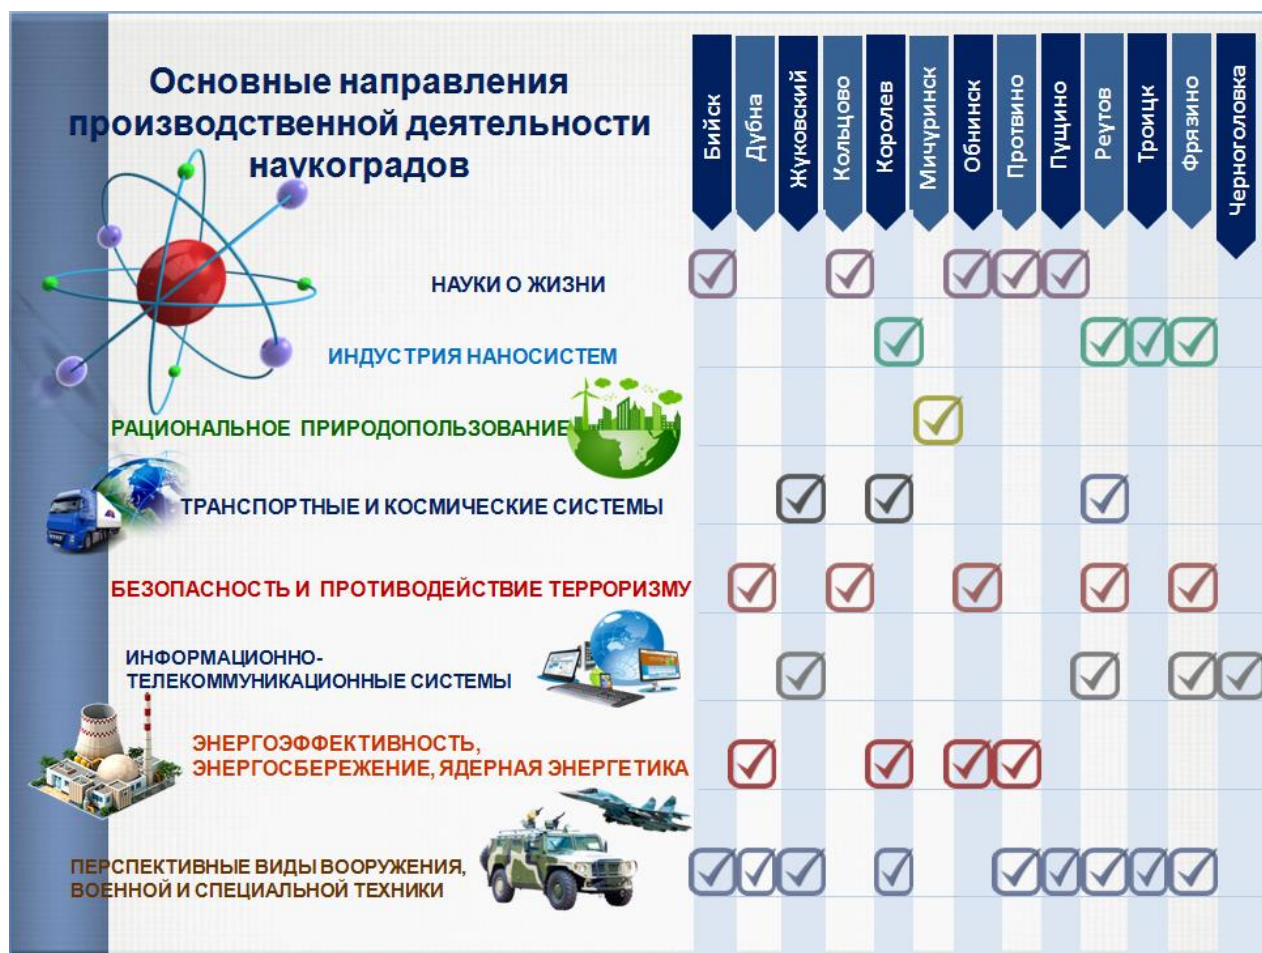 Основные направления
производственной деятельности
наукоградов
Бийск
Дубна
Жуковский
Кольцово
Королев
Мичуринск
Обнинск
Протвино
Пущино
Реутов
Троицк
Фрязино
Черноголовка
НАУКИ О ЖИЗНИ
ИНДУСТРИЯ НАНОСИСТЕМ
РАЦИОНАЛЬНОЕ ПРИРОДОПОЛЬЗОВАНИЕ
ТРАНСПОРТНЫЕ И КОСМИЧЕСКИЕ СИСТЕМЫ
БЕЗОПАСНОСТЬ И ПРОТИВОДЕЙСТВИЕ ТЕРРОРИЗМУ
ИНФОРМАЦИОННО-
ТЕЛЕКОММУНИКАЦИОННЫЕ СИСТЕМЫ
ЭНЕРГОЭФФЕКТИВНОСТЬ,
ЭНЕРГОСБЕРЕЖЕНИЕ, ЯДЕРНАЯ ЭНЕРГЕТИКА
ПЕРСПЕКТИВНЫЕ ВИДЫ ВООРУЖЕНИЯ,
ВОЕННОЙ И СПЕЦИАЛЬНОЙ ТЕХНИКИ